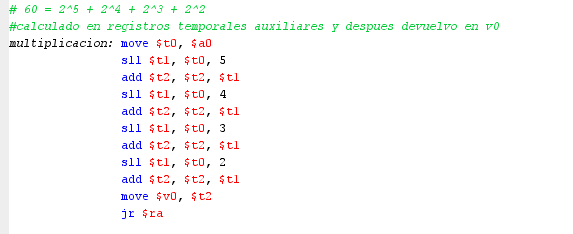 # 60 = 2^5 + 2^4 + 2^3 + 2^2
#calculado en registros temporales auxiliares y despues devuelvo en v0
multiplicacion: move $t0, $a0
sll $t1, $t0, 5
add $t2, $t2, $t1
sll $t1, $t0, 4
add $t2, $t2, $t1
sll $t1, $t0, 3
add $t2, $t2, $t1
sll $t1, $t0, 2
add $t2, $t2, $t1
move $v0, $t2
jr $ra